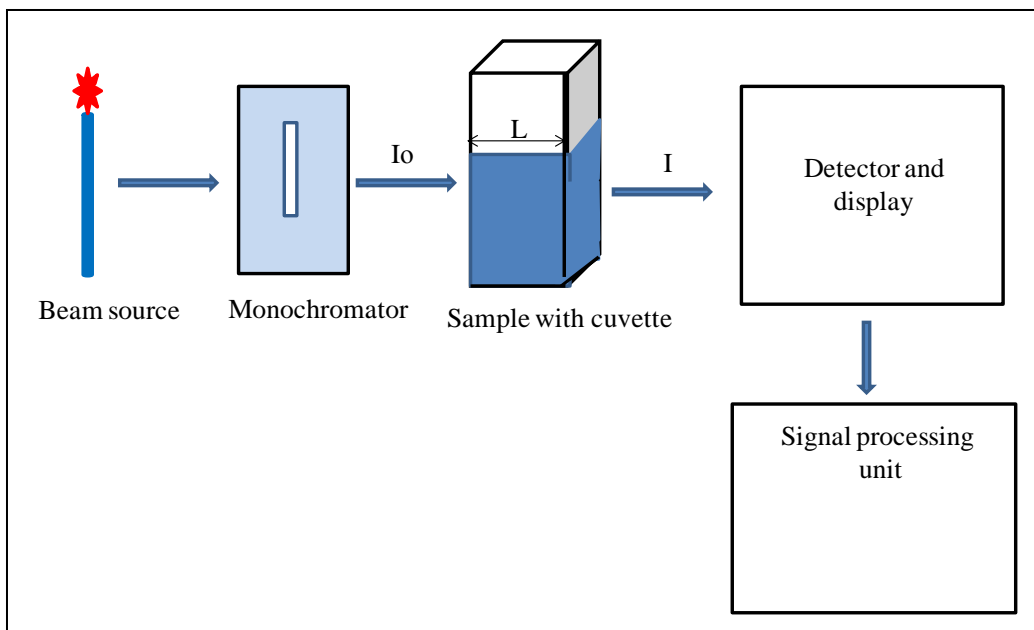 L
Io
I
Detector and
display
Beam source
Monochromator
Sample with cuvette
Signal processing
unit